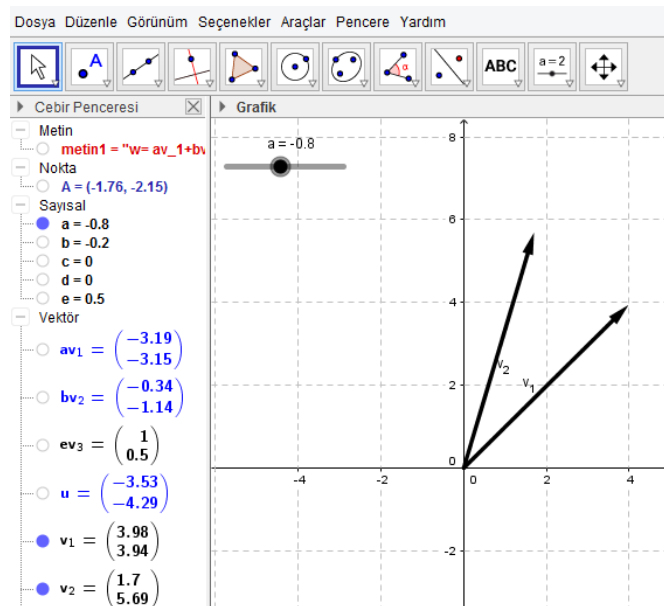 Dosya Düzenle Görünüm Seçenekler Araçlar Pencere Yardım
A
α
ABC
a=2
Cebir Penceresi
Grafik
Metin
metin1 = "w= av_1+bv
Nokta
A = (-1.76, -2.15)
Sayısal
a = -0.8
b = -0.2
c = 0
d = 0
e = 0.5
Vektör
av₁ = (−3.19
−3.15)
bv₂ = (−0.34
−1.14)
ev₃ = (1
0.5)
u = (−3.53
−4.29)
v₁ = (3.98
3.94)
v₂ = (1.7
5.69)
a = -0.8
8
6
4
2
0
-2
-4
-2
0
2
4
v₂
v₁